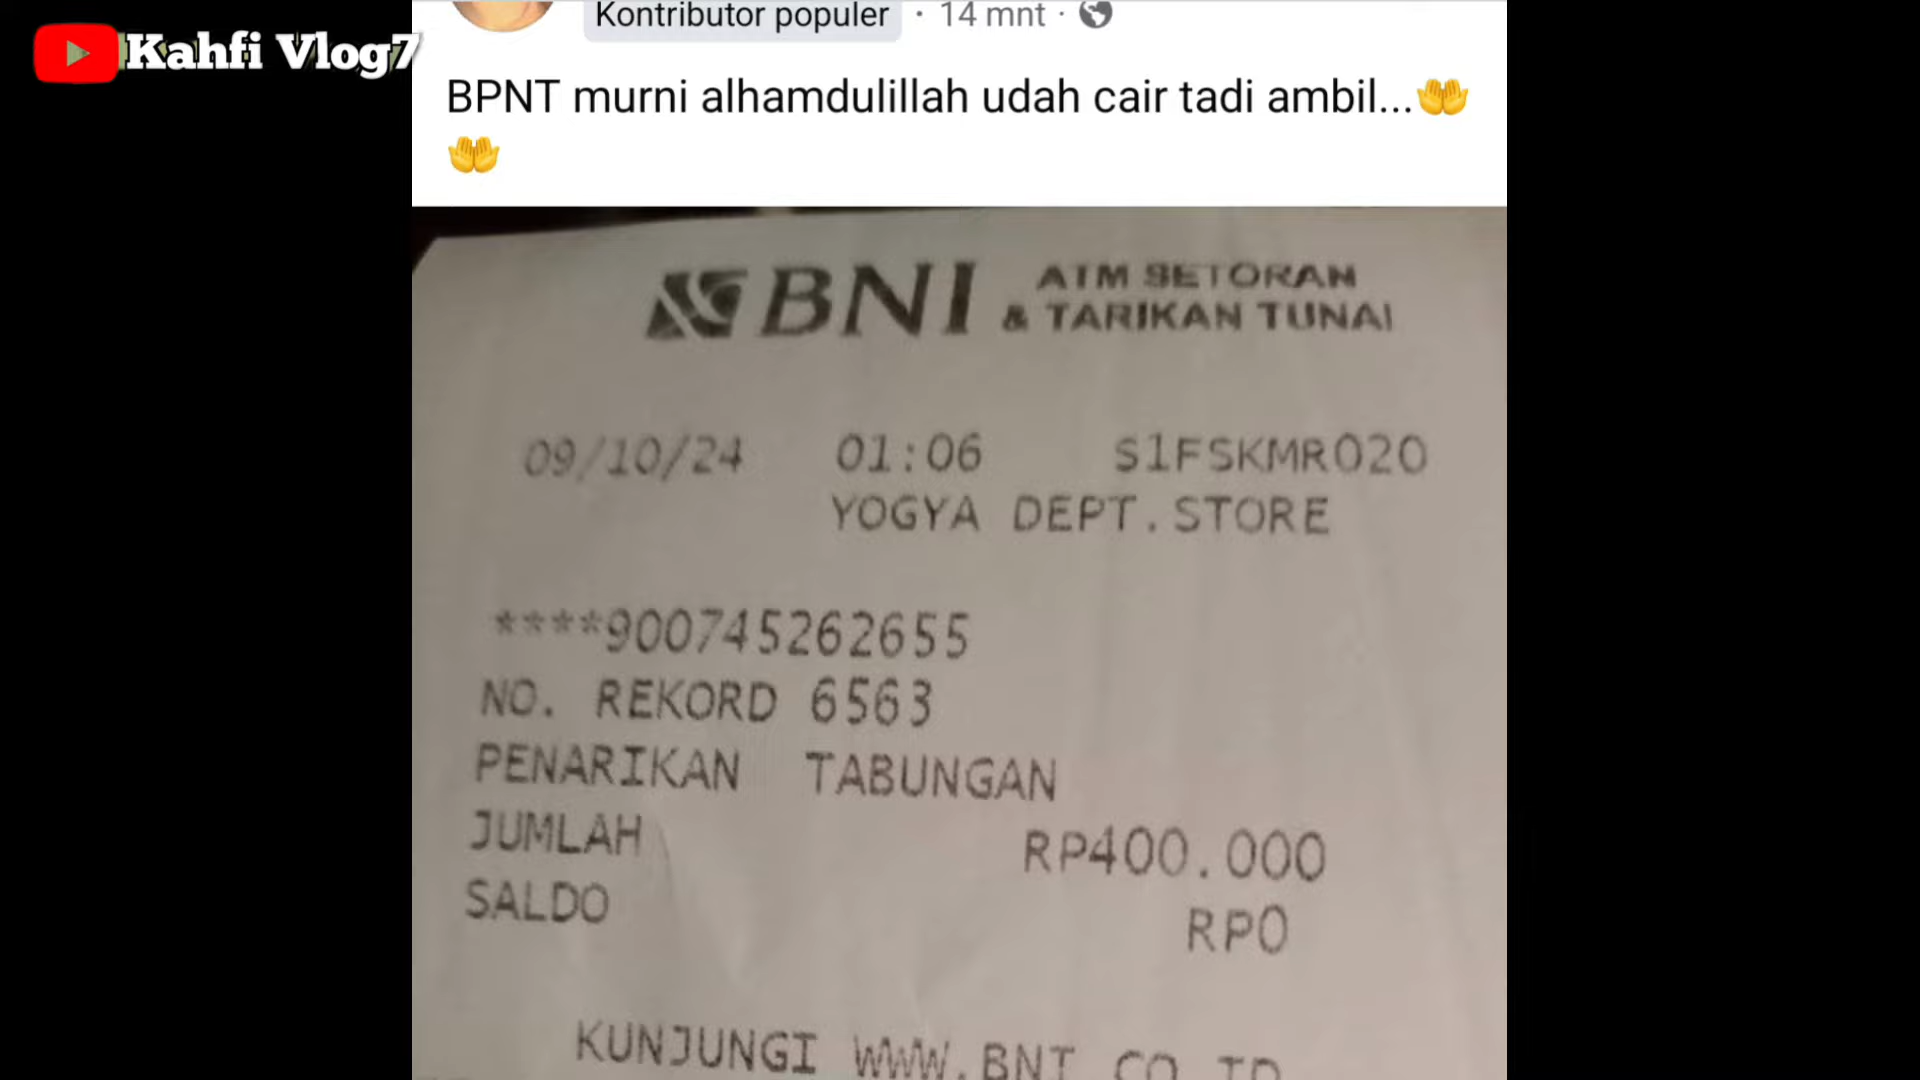 Kahfi Vlog7
Kontributor populer · 14 mnt ·
BPNT murni alhamdulillah udah cair tadi ambil...🤲
🤲
BNI ATM SETORAN
& TARIKAN TUNAI
09/10/24 01:06 S1FSKMR020
YOGYA DEPT.STORE
****900745262655
NO. REKORD 6563
PENARIKAN TABUNGAN
JUMLAH RP400.000
SALDO RP0
KUNJUNGI WWW.BNI.CO.ID